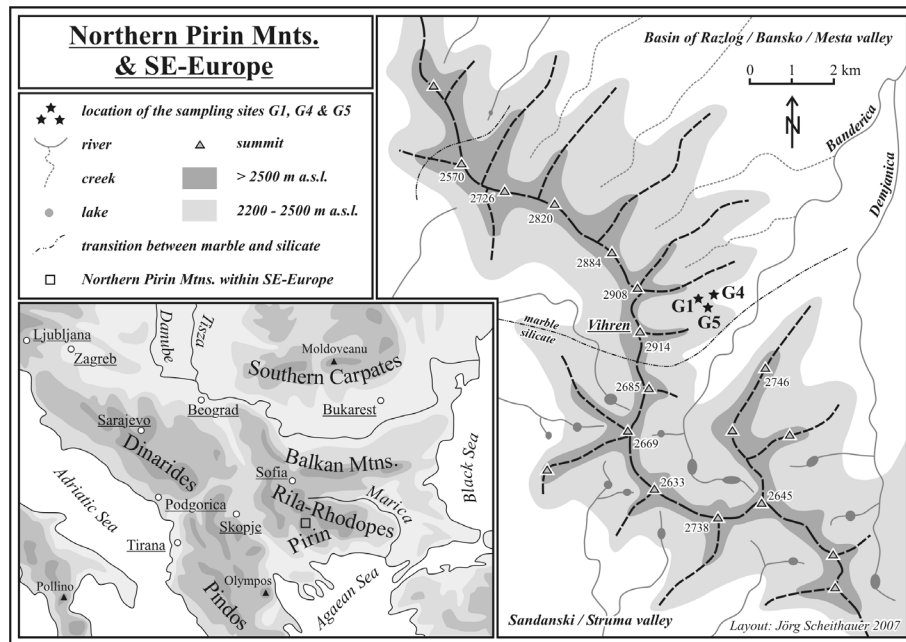 Northern Pirin Mnts.
& SE-Europe
location of the sampling sites G1, G4 & G5
river
summit
creek
> 2500 m a.s.l.
lake
2200 - 2500 m a.s.l.
transition between marble and silicate
Northern Pirin Mtns. within SE-Europe
Ljubljana
Zagreb
Danube
Tisza
Moldoveanu
Southern Carpates
Beograd
Bukarest
Sarajevo
Dinarides
Balkan Mtns.
Black Sea
Adriatic Sea
Sofia
Marica
Podgorica
Rila-Rhodopes
Skopje
Pirin
Tirana
Pollino
Pindos
Olympos
Agaean Sea
Basin of Razlog / Bansko / Mesta valley
0 1 2 km
N
Banderica
Demjanica
2570
2726
2820
2884
2908
G1
G4
G5
Vihren
2914
marble
silicate
2685
2746
2669
2633
2645
2738
Sandanski / Struma valley
Layout: Jörg Scheithauer 2007